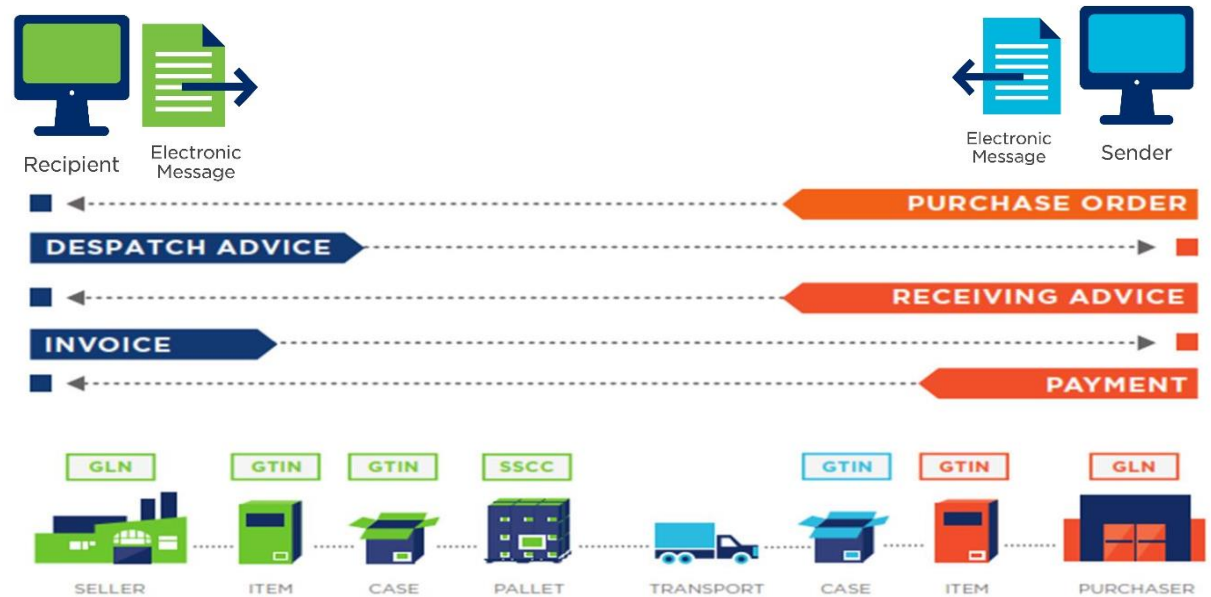 Recipient
Electronic
Message
Electronic
Message
Sender
PURCHASE ORDER
DESPATCH ADVICE
RECEIVING ADVICE
INVOICE
PAYMENT
GLN GTIN GTIN SSCC GTIN GTIN GLN
SELLER ITEM CASE PALLET TRANSPORT CASE ITEM PURCHASER